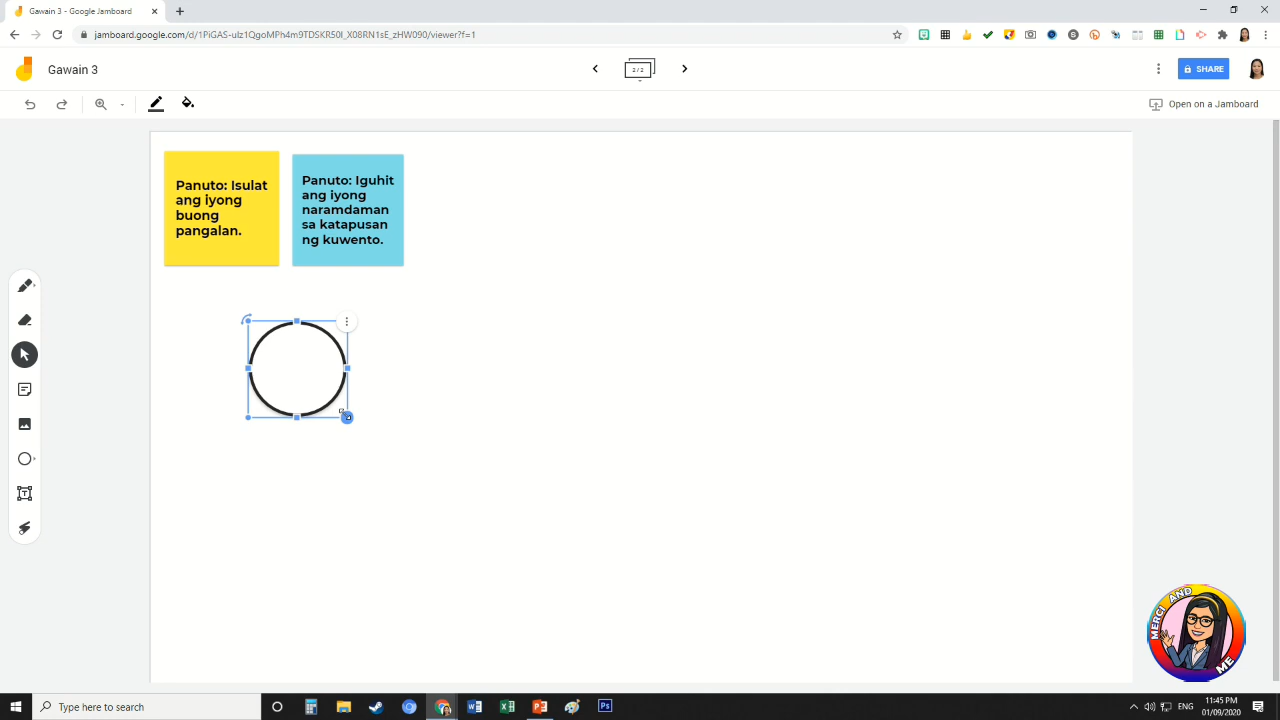 Gawain 3 - Google Jamboard
jamboard.google.com/d/1PiGAS-ulz1QgoMPh4m9TDSKR50I_X08RN1sE_zHW090/viewer?f=1
Gawain 3
2 / 2
SHARE
Open on a Jamboard
Panuto: Isulat
ang iyong
buong
pangalan.
Panuto: Iguhit
ang iyong
naramdaman
sa katapusan
ng kuwento.
MERCI AND
ME
Type here to search
ENG
11:45 PM
01/09/2020